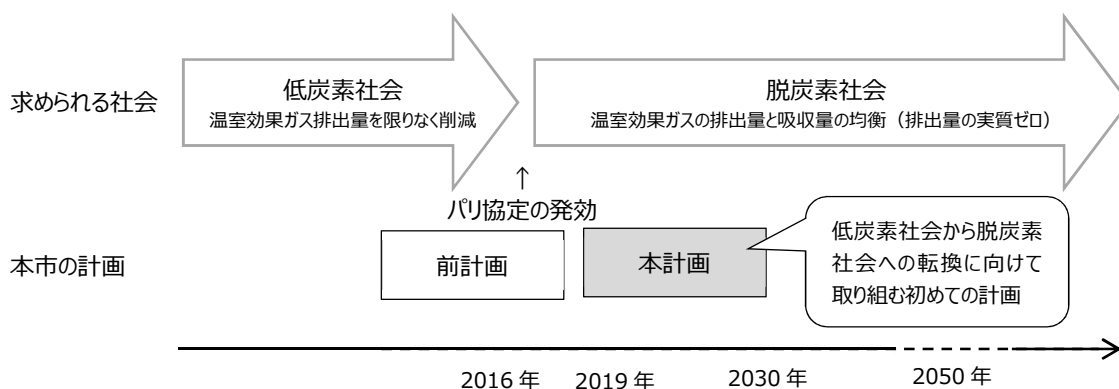 求められる社会
低炭素社会
温室効果ガス排出量を限りなく削減
脱炭素社会
温室効果ガスの排出量と吸収量の均衡（排出量の実質ゼロ）
↑
パリ協定の発効
本市の計画
前計画
本計画
低炭素社会から脱炭素
社会への転換に向けて
取り組む初めての計画
2016 年
2019 年
2030 年
2050 年